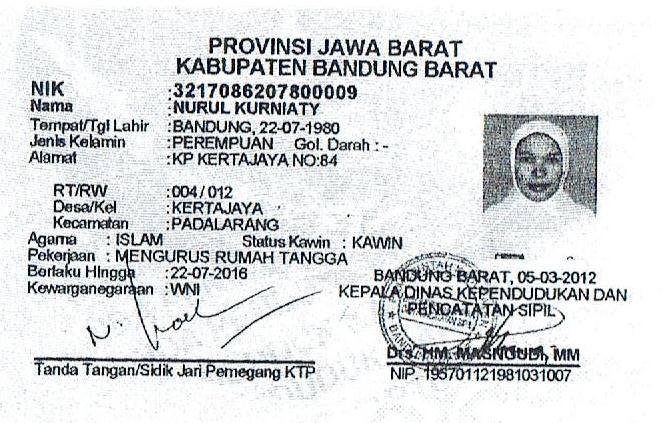 PROVINSI JAWA BARAT
KABUPATEN BANDUNG BARAT
NIK : 3217086207800009
Nama : NURUL KURNIATY
Tempat/Tgl Lahir : BANDUNG, 22-07-1980
Jenis Kelamin : PEREMPUAN Gol. Darah : -
Alamat : KP KERTAJAYA NO:84
RT/RW : 004 / 012
Desa/Kel : KERTAJAYA
Kecamatan : PADALARANG
Agama : ISLAM Status Kawin : KAWIN
Pekerjaan : MENGURUS RUMAH TANGGA
Berlaku Hingga : 22-07-2016
Kewarganegaraan : WNI
BANDUNG BARAT, 05-03-2012
KEPALA DINAS KEPENDUDUKAN DAN
PENCATATAN SIPIL
Drs. HM. MASNGUDI, MM
NIP. 195701121981031007
Tanda Tangan/Sidik Jari Pemegang KTP